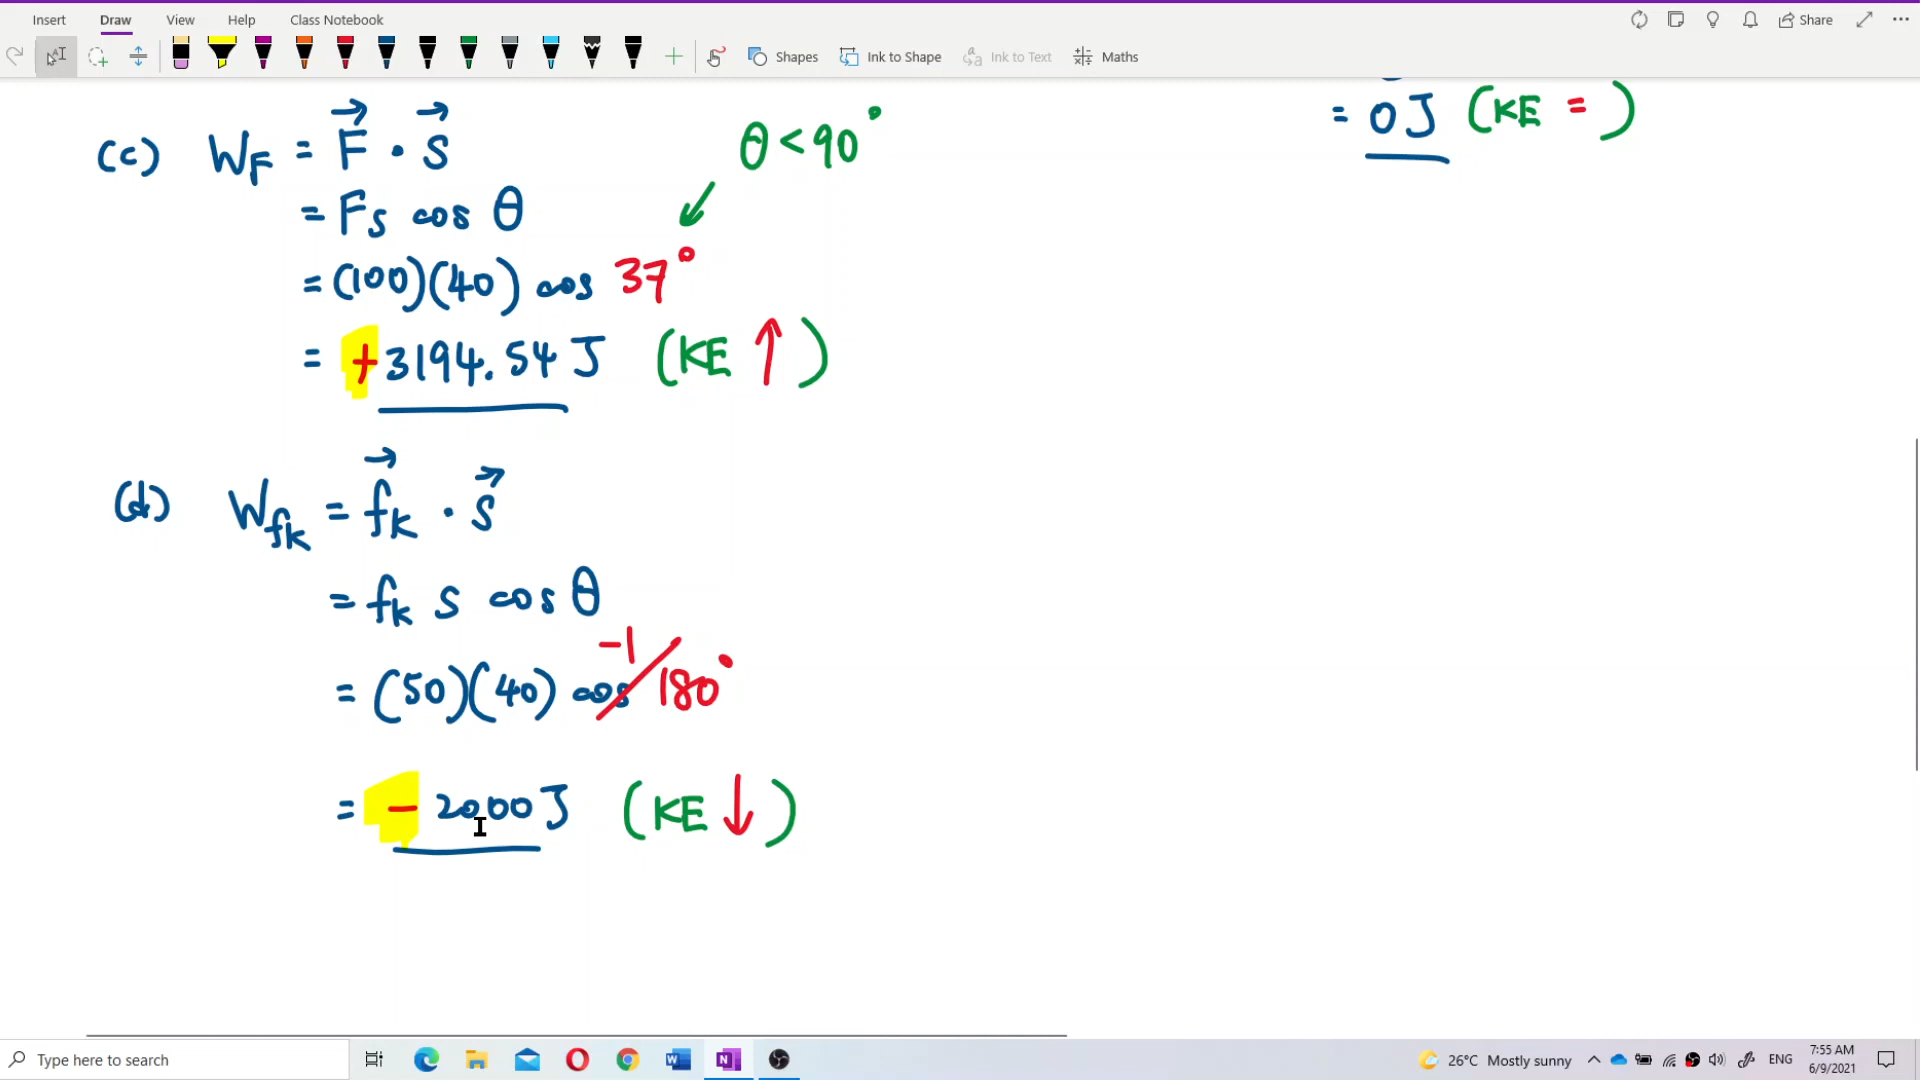 Insert Draw View Help Class Notebook Share
Shapes Ink to Shape Ink to Text Maths
= 0J (KE = )
(c) W_F = F⃗ · s⃗
θ < 90°
= Fs cos θ
= (100)(40) cos 37°
= +3194.54 J (KE ↑)
(d) W_fk = f⃗k · s⃗
= fk s cos θ
-1
= (50)(40) cos 180°
= - 2000J (KE ↓)
Type here to search
26°C Mostly sunny ENG 7:55 AM
6/9/2021